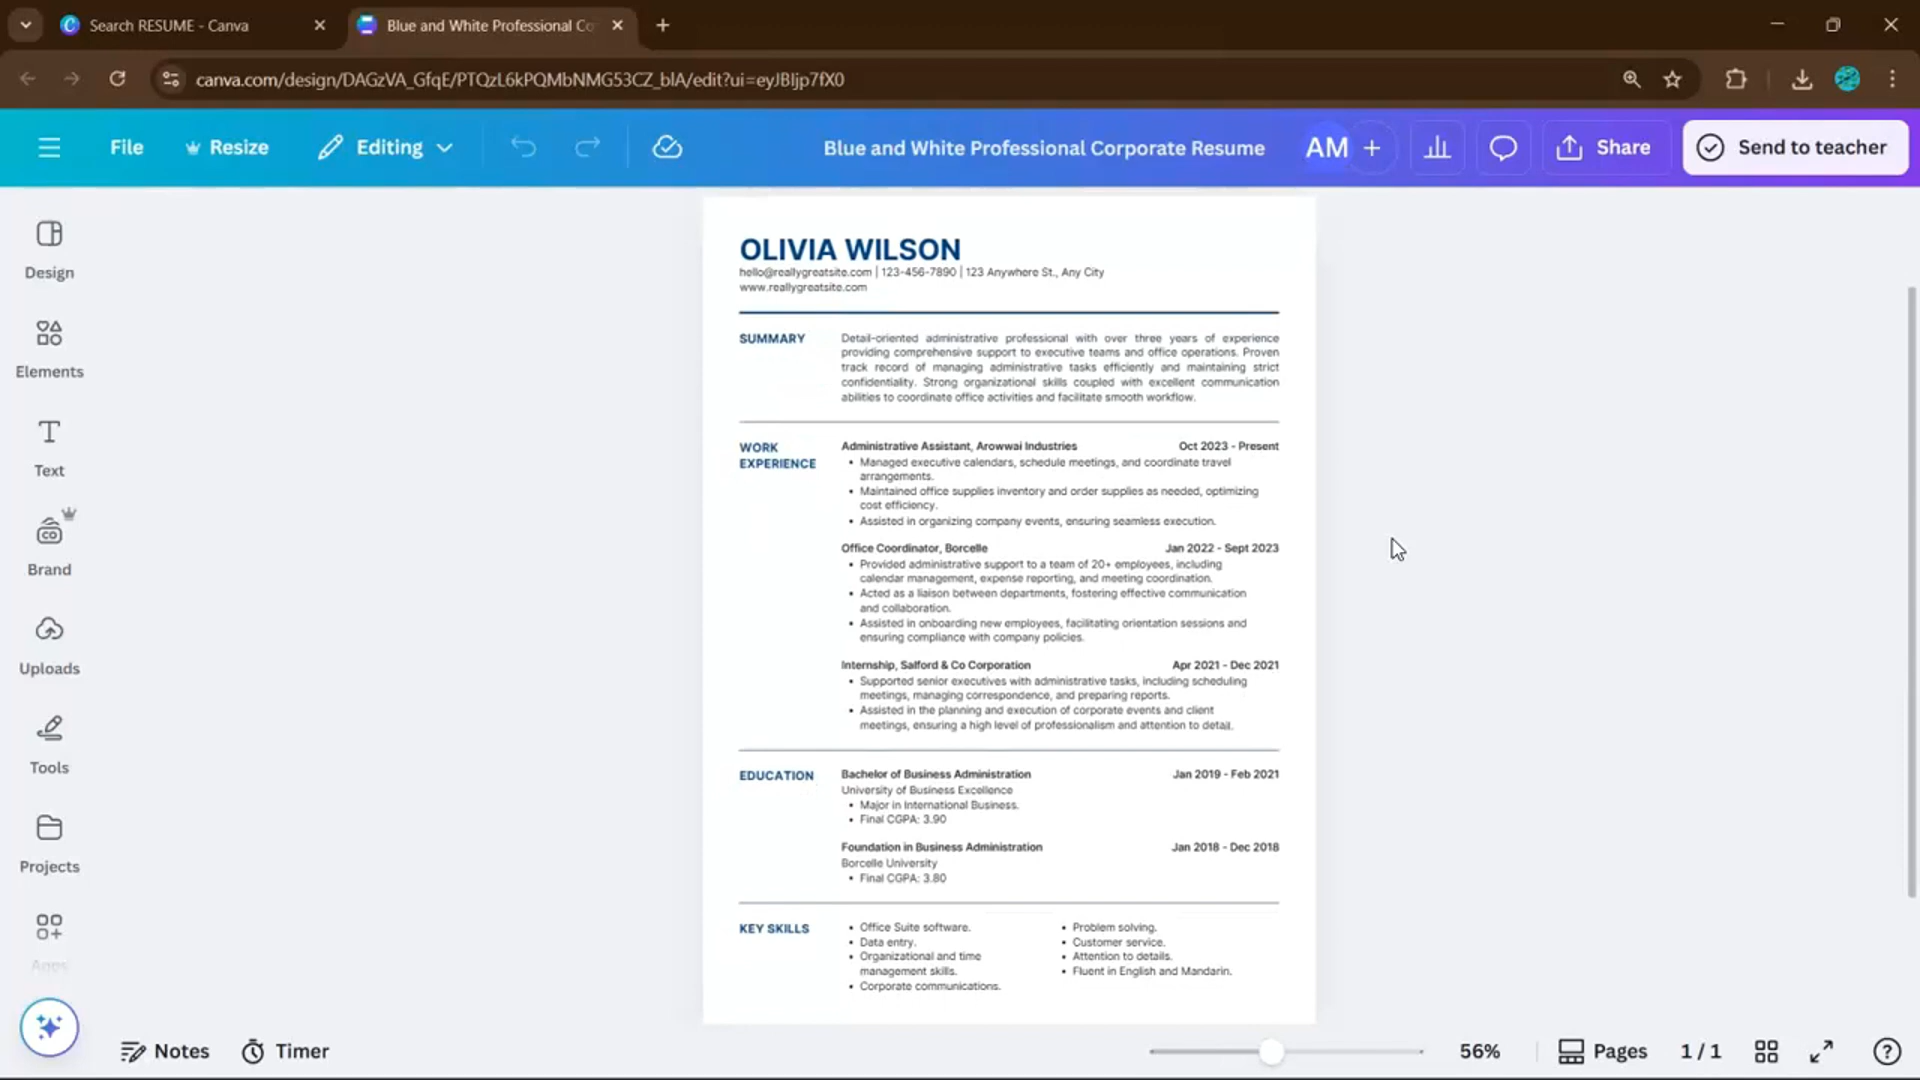 Search RESUME - Canva
Blue and White Professional Co
canva.com/design/DAGzVA_GfqE/PTQzL6kPQMbNMG53CZ_blA/edit?ui=eyJBIjp7fX0
File
Resize
Editing
Blue and White Professional Corporate Resume
AM
Share
Send to teacher
Design
Elements
Text
Brand
Uploads
Tools
Projects
Apps
OLIVIA WILSON
hello@reallygreatsite.com | 123-456-7890 | 123 Anywhere St., Any City
www.reallygreatsite.com
SUMMARY
Detail-oriented administrative professional with over three years of experience
providing comprehensive support to executive teams and office operations. Proven
track record of managing administrative tasks efficiently and maintaining strict
confidentiality. Strong organizational skills coupled with excellent communication
abilities to coordinate office activities and facilitate smooth workflow.
WORK
EXPERIENCE
Administrative Assistant, Arowwai Industries Oct 2023 - Present
• Managed executive calendars, schedule meetings, and coordinate travel
arrangements.
• Maintained office supplies inventory and order supplies as needed, optimizing
cost efficiency.
• Assisted in organizing company events, ensuring seamless execution.
Office Coordinator, Borcelle Jan 2022 - Sept 2023
• Provided administrative support to a team of 20+ employees, including
calendar management, expense reporting, and meeting coordination.
• Acted as a liaison between departments, fostering effective communication
and collaboration.
• Assisted in onboarding new employees, facilitating orientation sessions and
ensuring compliance with company policies.
Internship, Salford & Co Corporation Apr 2021 - Dec 2021
• Supported senior executives with administrative tasks, including scheduling
meetings, managing correspondence, and preparing reports.
• Assisted in the planning and execution of corporate events and client
meetings, ensuring a high level of professionalism and attention to detail.
EDUCATION
Bachelor of Business Administration Jan 2019 - Feb 2021
University of Business Excellence
• Major in International Business.
• Final CGPA: 3.90
Foundation in Business Administration Jan 2018 - Dec 2018
Borcelle University
• Final CGPA: 3.80
KEY SKILLS
• Office Suite software.
• Data entry.
• Organizational and time
management skills.
• Corporate communications.
• Problem solving.
• Customer service.
• Attention to details.
• Fluent in English and Mandarin.
Notes
Timer
56%
Pages
1 / 1